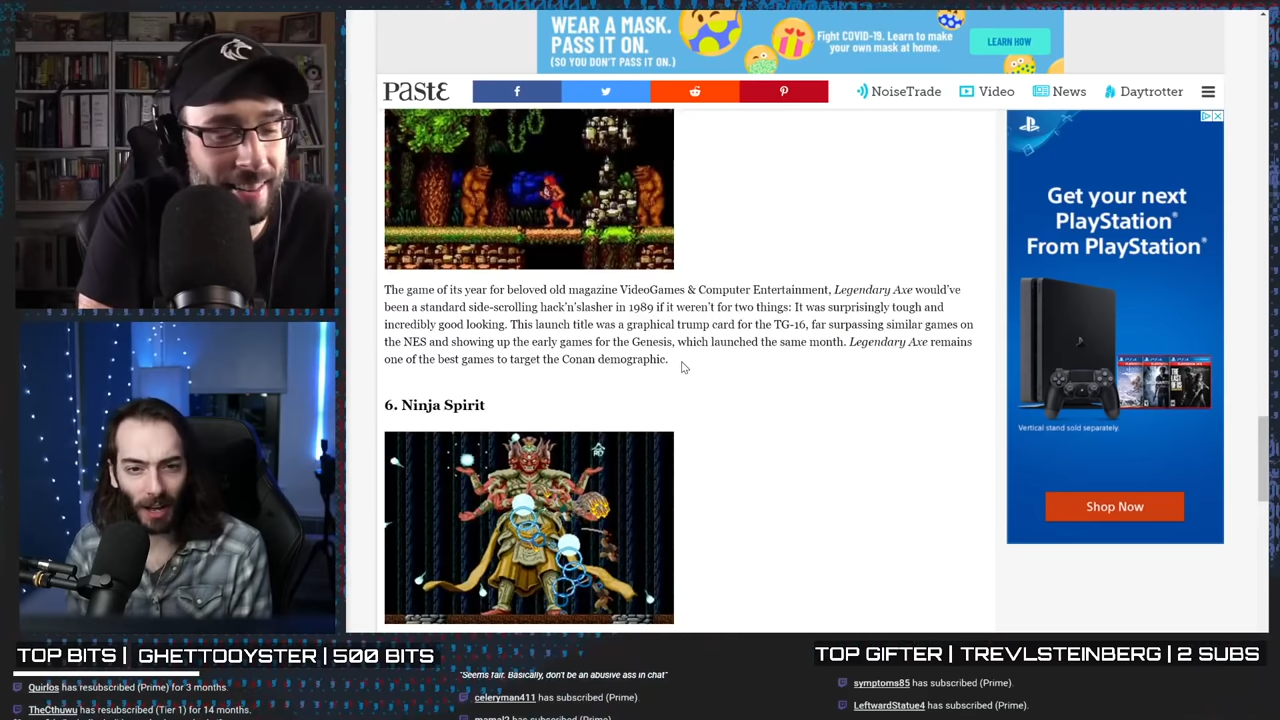 WEAR A MASK.
PASS IT ON.
(SO YOU DON'T PASS IT ON.)
Fight COVID-19. Learn to make
your own mask at home.
LEARN HOW
Paste
NoiseTrade
Video
News
Daytrotter
The game of its year for beloved old magazine VideoGames & Computer Entertainment, Legendary Axe would've
been a standard side-scrolling hack'n'slasher in 1989 if it weren't for two things: It was surprisingly tough and
incredibly good looking. This launch title was a graphical trump card for the TG-16, far surpassing similar games on
the NES and showing up the early games for the Genesis, which launched the same month. Legendary Axe remains
one of the best games to target the Conan demographic.
6. Ninja Spirit
Get your next
PlayStation®
From PlayStation®
Vertical stand sold separately.
Shop Now
TOP BITS | GHETTOOYSTER | 500 BITS
TOP GIFTER | TREVLSTEINBERG | 2 SUBS
Quirlos has resubscribed (Prime) for 3 months.
TheCthuwu has resubscribed (Tier 1) for 14 months.
"Seems fair. Basically, don't be an abusive ass in chat"
celeryman411 has subscribed (Prime).
symptoms85 has subscribed (Prime).
LeftwardStatue4 has subscribed (Prime).